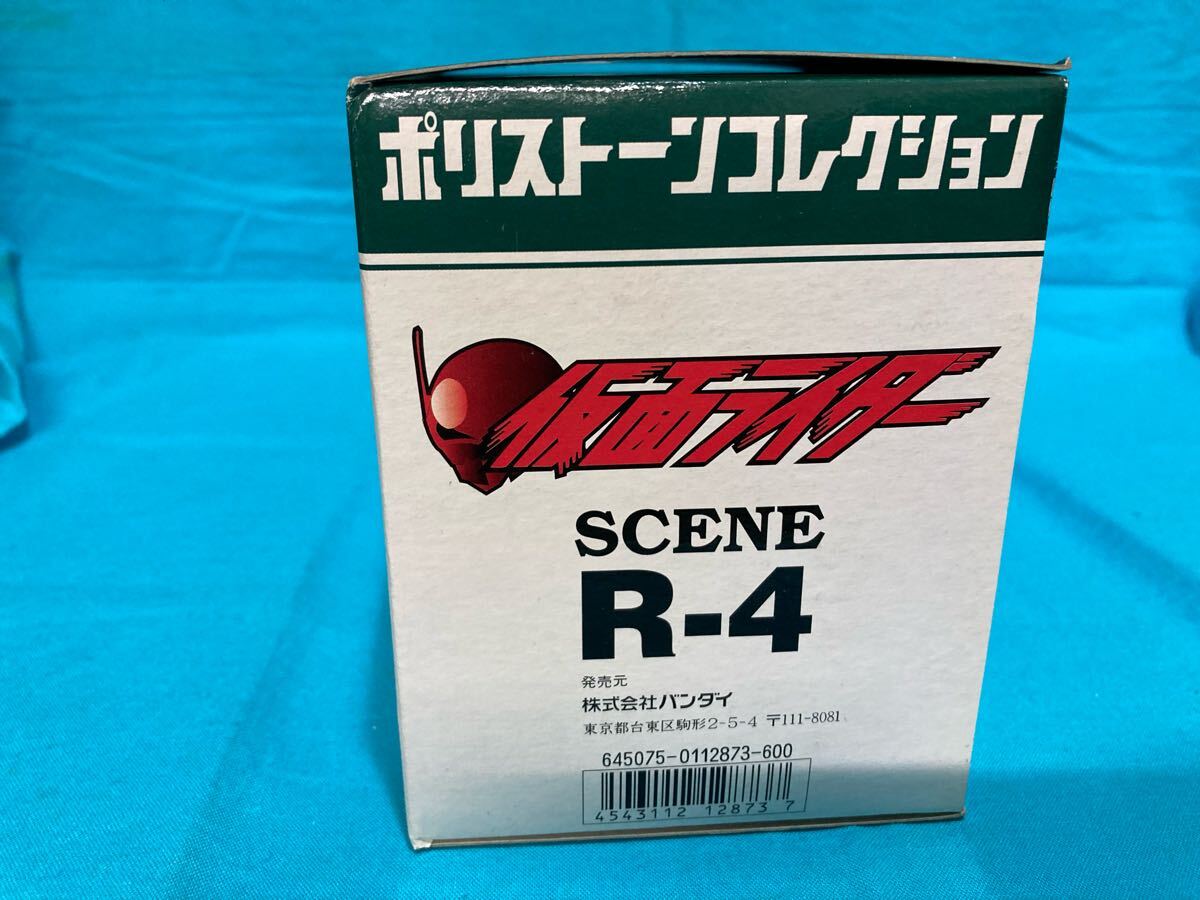 ポリストーンコレクション
仮面ライダー
SCENE
R-4
発売元
株式会社バンダイ
東京都台東区駒形2-5-4 〒111-8081
645075-0112873-600
4543112 12873 7